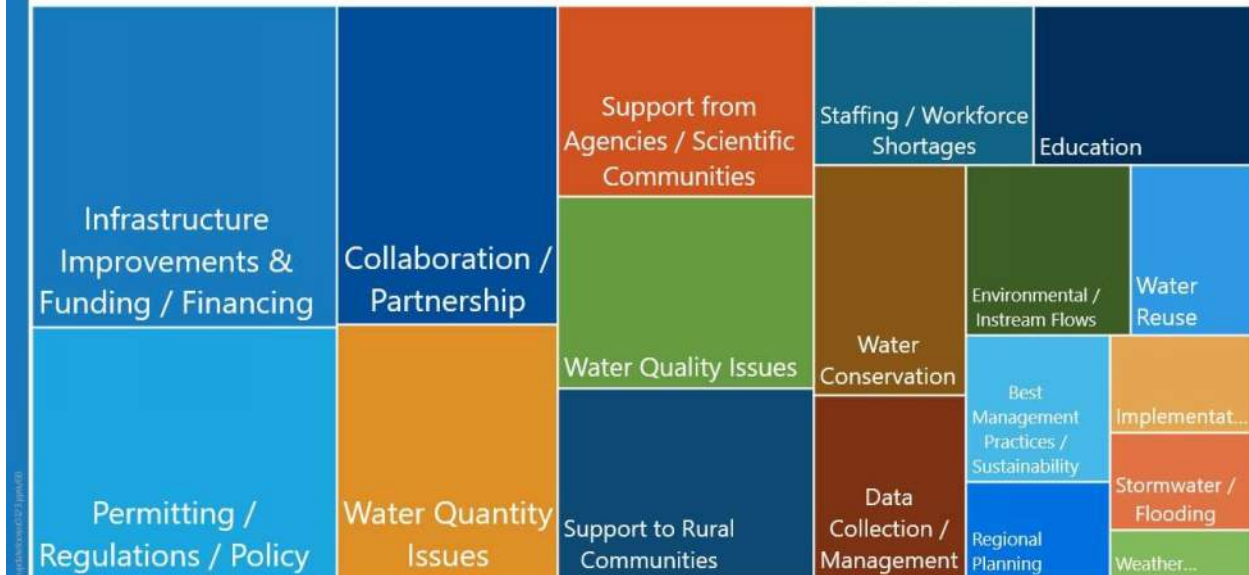 Infrastructure
Improvements &
Funding / Financing
Permitting /
Regulations / Policy
Collaboration /
Partnership
Water Quantity
Issues
Support from
Agencies / Scientific
Communities
Water Quality Issues
Support to Rural
Communities
Staffing / Workforce
Shortages
Education
Water
Conservation
Data
Collection /
Management
Environmental /
Instream Flows
Water
Reuse
Best
Management
Practices /
Sustainability
Regional
Planning
Implementat...
Stormwater /
Flooding
Weather...